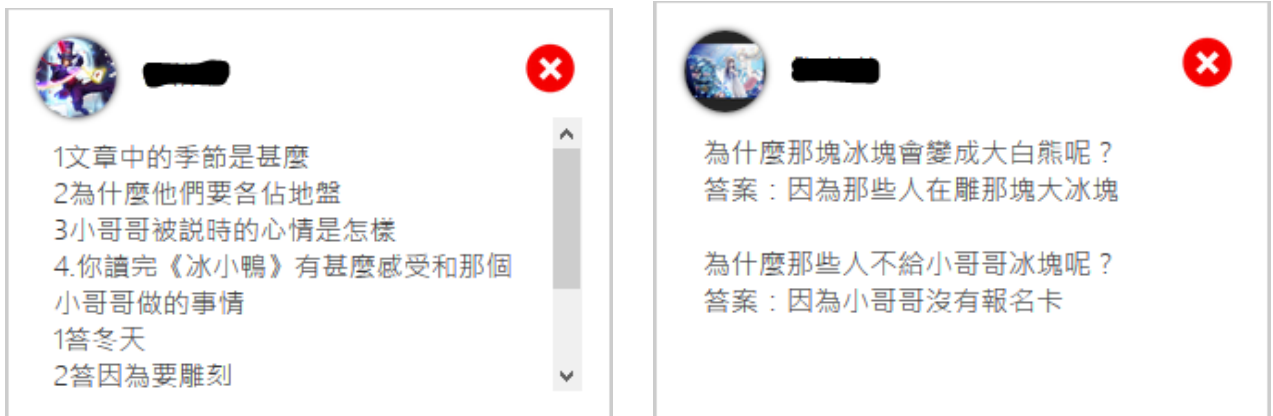 1文章中的季節是甚麼
2為什麼他們要各佔地盤
3小哥哥被説時的心情是怎樣
4.你讀完《冰小鴨》有甚麼感受和那個
小哥哥做的事情
1答冬天
2答因為要雕刻
為什麼那塊冰塊會變成大白熊呢？
答案：因為那些人在雕那塊大冰塊
為什麼那些人不給小哥哥冰塊呢？
答案：因為小哥哥沒有報名卡